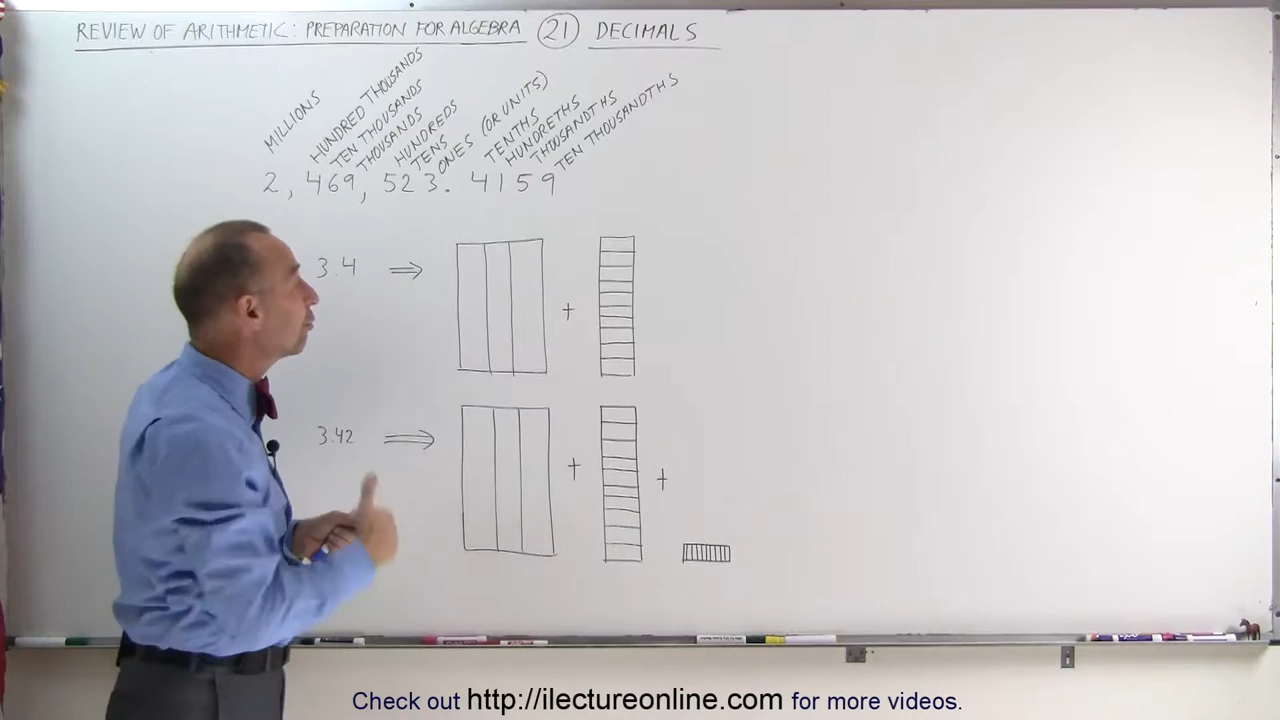 REVIEW OF ARITHMETIC: PREPARATION FOR ALGEBRA 21 DECIMALS
MILLIONS
HUNDRED THOUSANDS
TEN THOUSANDS
THOUSANDS
HUNDREDS
TENS
ONES (OR UNITS)
TENTHS
HUNDRETHS
THOUSANDTHS
TEN THOUSANDTHS
2, 469, 523. 4159
3.4 ⇒ +
3.42 ⇒ + +
Check out http://ilectureonline.com for more videos.